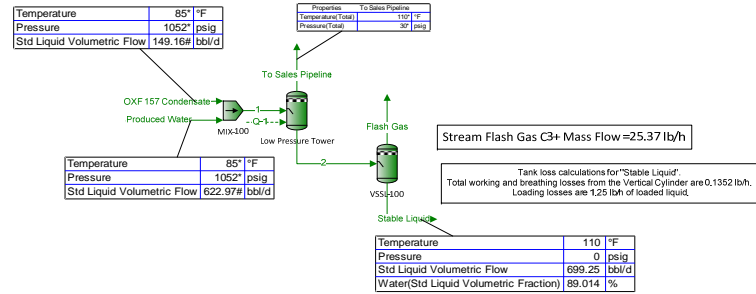 Temperature 85* °F
Pressure 1052* psig
Std Liquid Volumetric Flow 149.16# bbl/d
Properties To Sales Pipeline
Temperature(Total) 110* °F
Pressure(Total) 30* psig
To Sales Pipeline
OXF 157 Condensate
1
Q-1
Produced Water
MIX-100
Low Pressure Tower
Flash Gas
Stream Flash Gas C3+ Mass Flow =25.37 lb/h
2
Temperature 85* °F
Pressure 1052* psig
Std Liquid Volumetric Flow 622.97# bbl/d
VSSL-100
Tank loss calculations for "Stable Liquid".
Total working and breathing losses from the Vertical Cylinder are 0.1352 lb/h.
Loading losses are 1.25 lb/h of loaded liquid.
Stable Liquid
Temperature 110 °F
Pressure 0 psig
Std Liquid Volumetric Flow 699.25 bbl/d
Water(Std Liquid Volumetric Fraction) 89.014 %